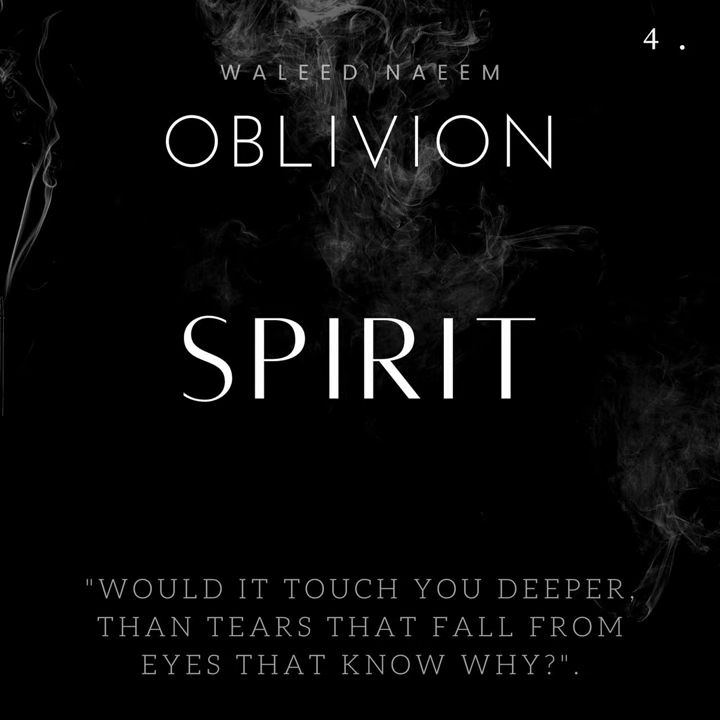 4 .
WALEED NAEEM
OBLIVION
SPIRIT
"WOULD IT TOUCH YOU DEEPER,
THAN TEARS THAT FALL FROM
EYES THAT KNOW WHY?".